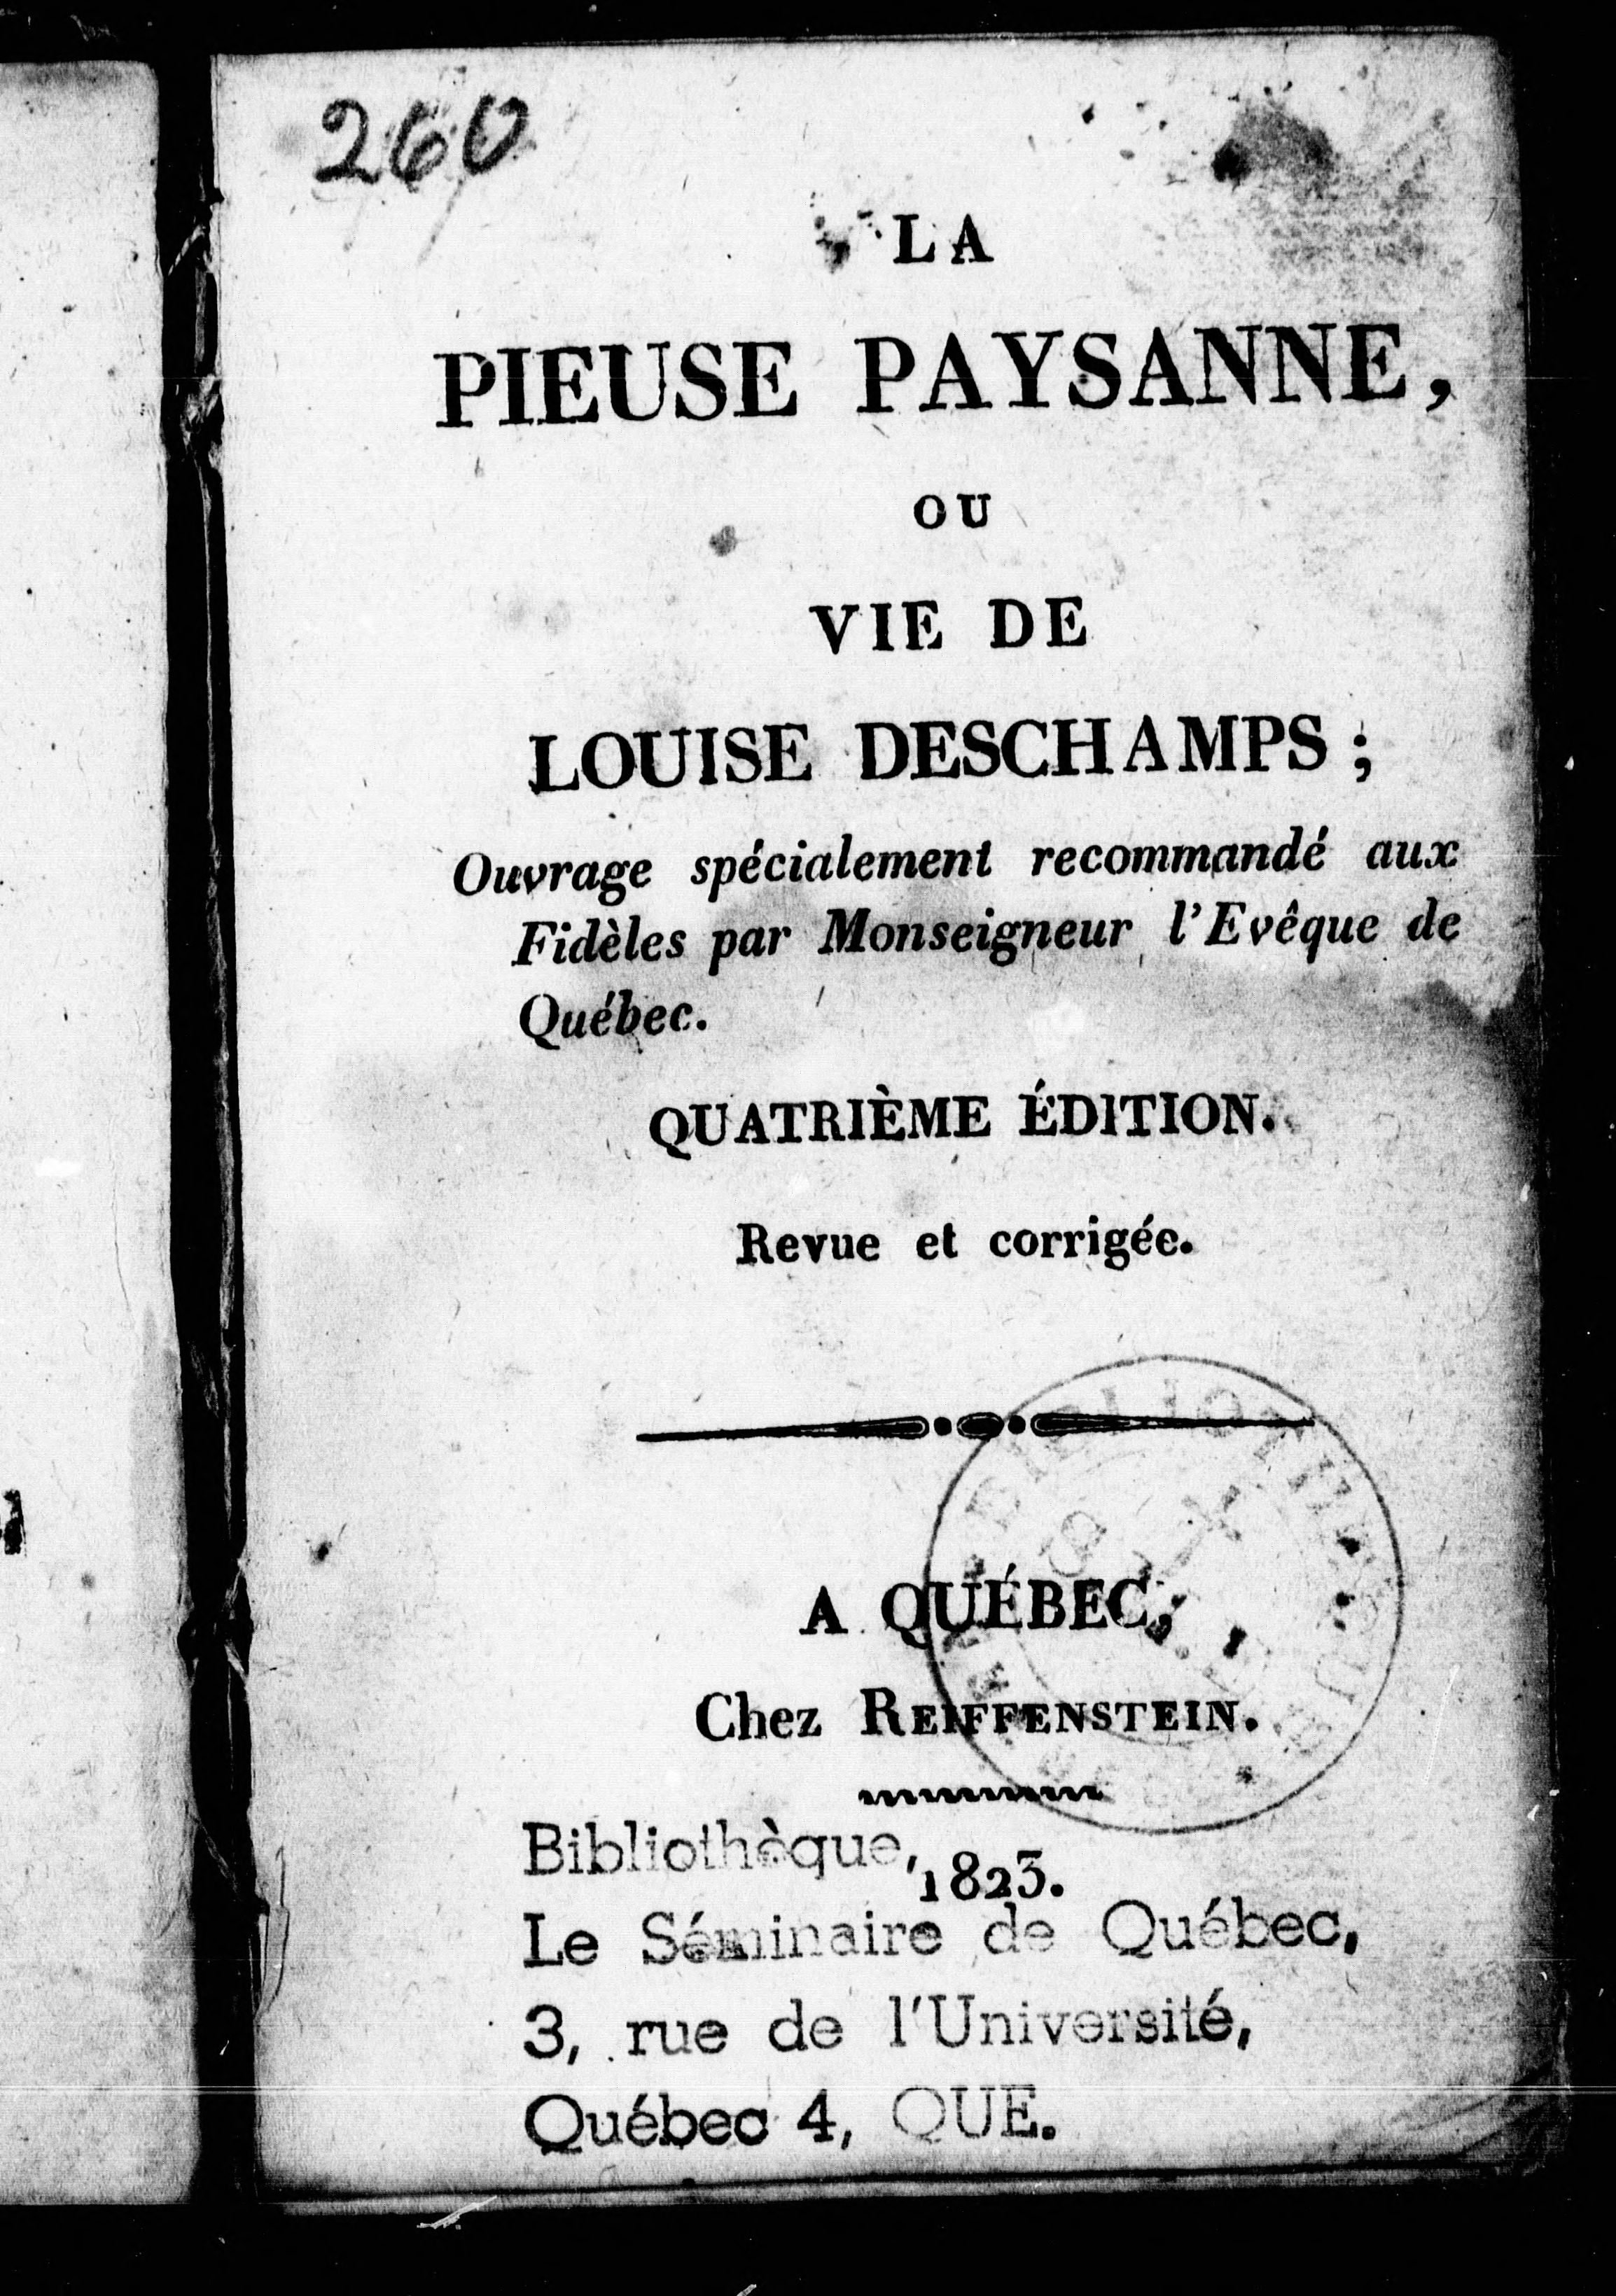 260
LA
PIEUSE PAYSANNE,
OU
VIE DE
LOUISE DESCHAMPS ;
Ouvrage spécialement recommandé aux
Fidèles par Monseigneur l'Evêque de
Québec.
QUATRIÈME ÉDITION.
Revue et corrigée.
A QUÉBEC,
Chez REIFFENSTEIN.
Bibliothèque,
1823.
Le Séminaire de Québec,
3, rue de l'Université,
Québec 4, QUE.